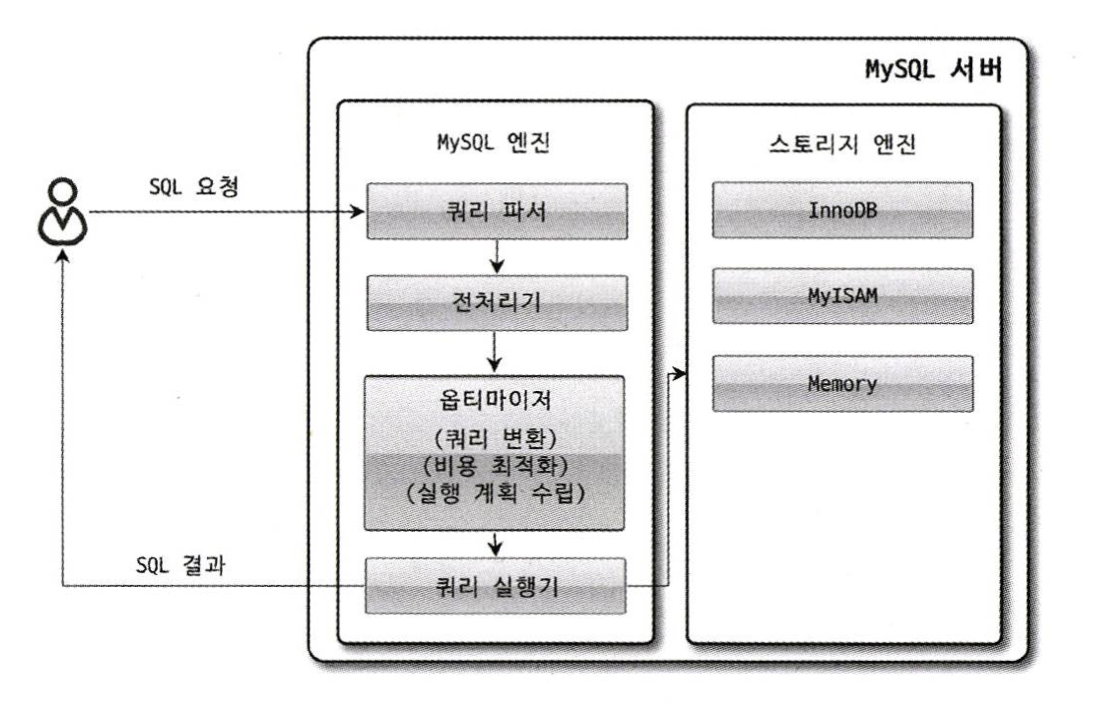 MySQL 서버
MySQL 엔진
스토리지 엔진
SQL 요청
쿼리 파서
전처리기
옵티마이저
(쿼리 변환)
(비용 최적화)
(실행 계획 수립)
쿼리 실행기
SQL 결과
InnoDB
MyISAM
Memory